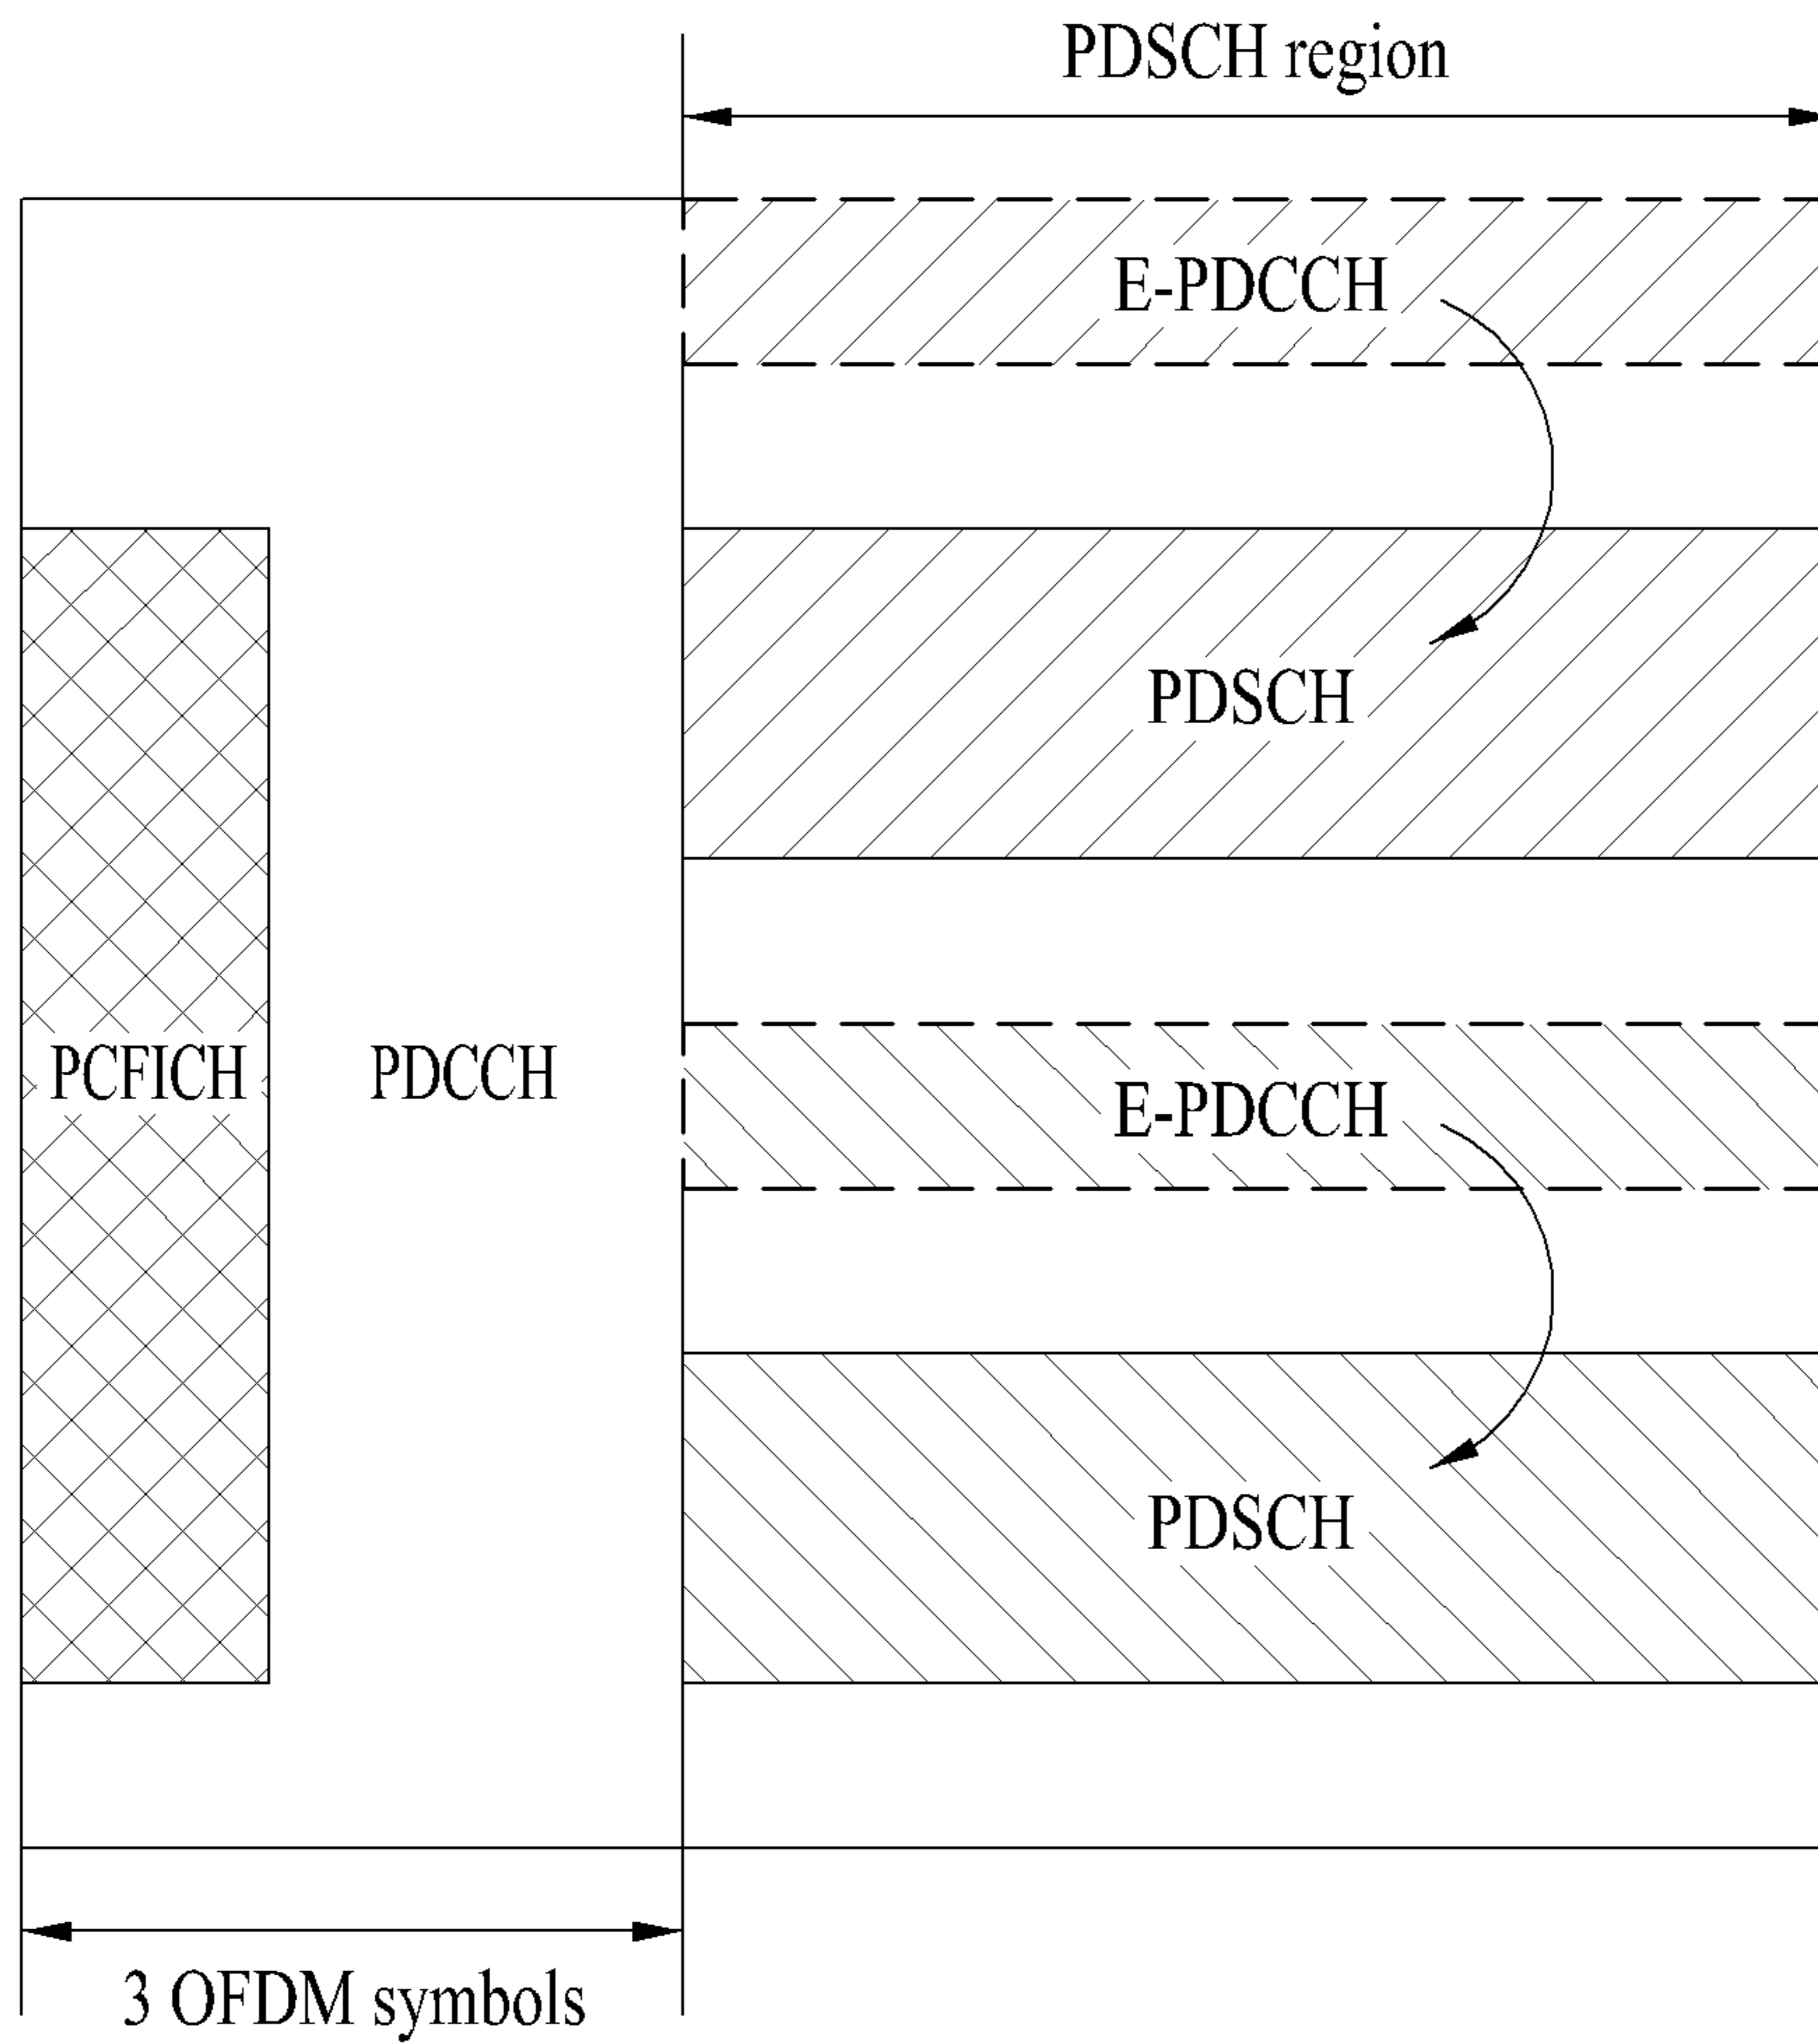 PDSCH region
E-PDCCH
PDSCH
PCFICH
PDCCH
E-PDCCH
PDSCH
3 OFDM symbols